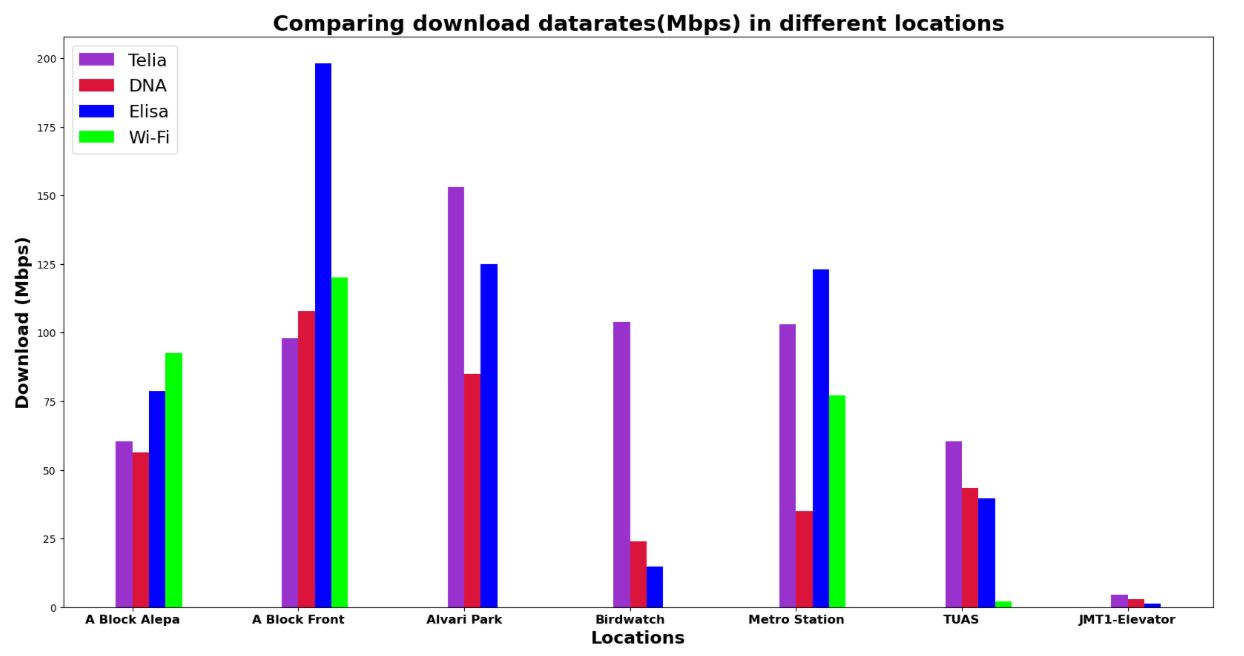 Comparing download datarates(Mbps) in different locations
Telia
DNA
Elisa
Wi-Fi
Download (Mbps)
200
175
150
125
100
75
50
25
0
A Block Alepa A Block Front Alvari Park Birdwatch Metro Station TUAS JMT1-Elevator
Locations